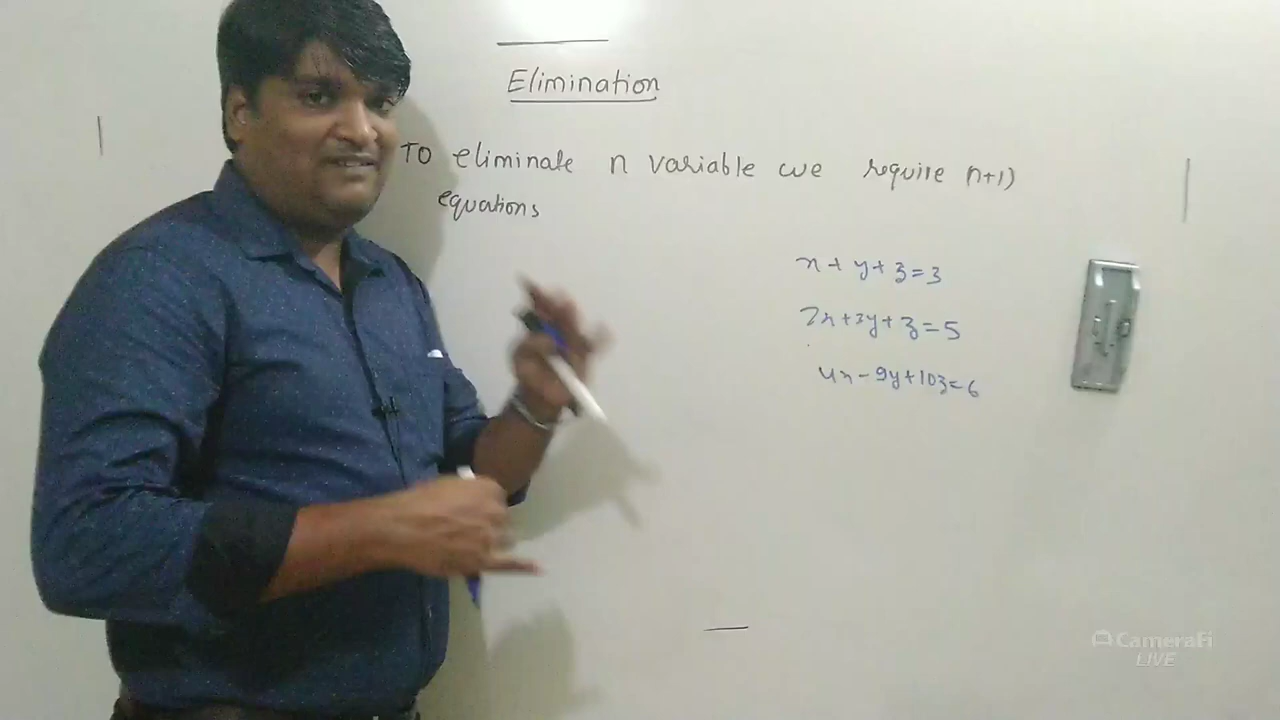 Elimination
To eliminate n variable we require (n+1)
equations
x + y + z = 3
2x + 3y + z = 5
4x - 9y + 10z = 6
CameraFi
LIVE